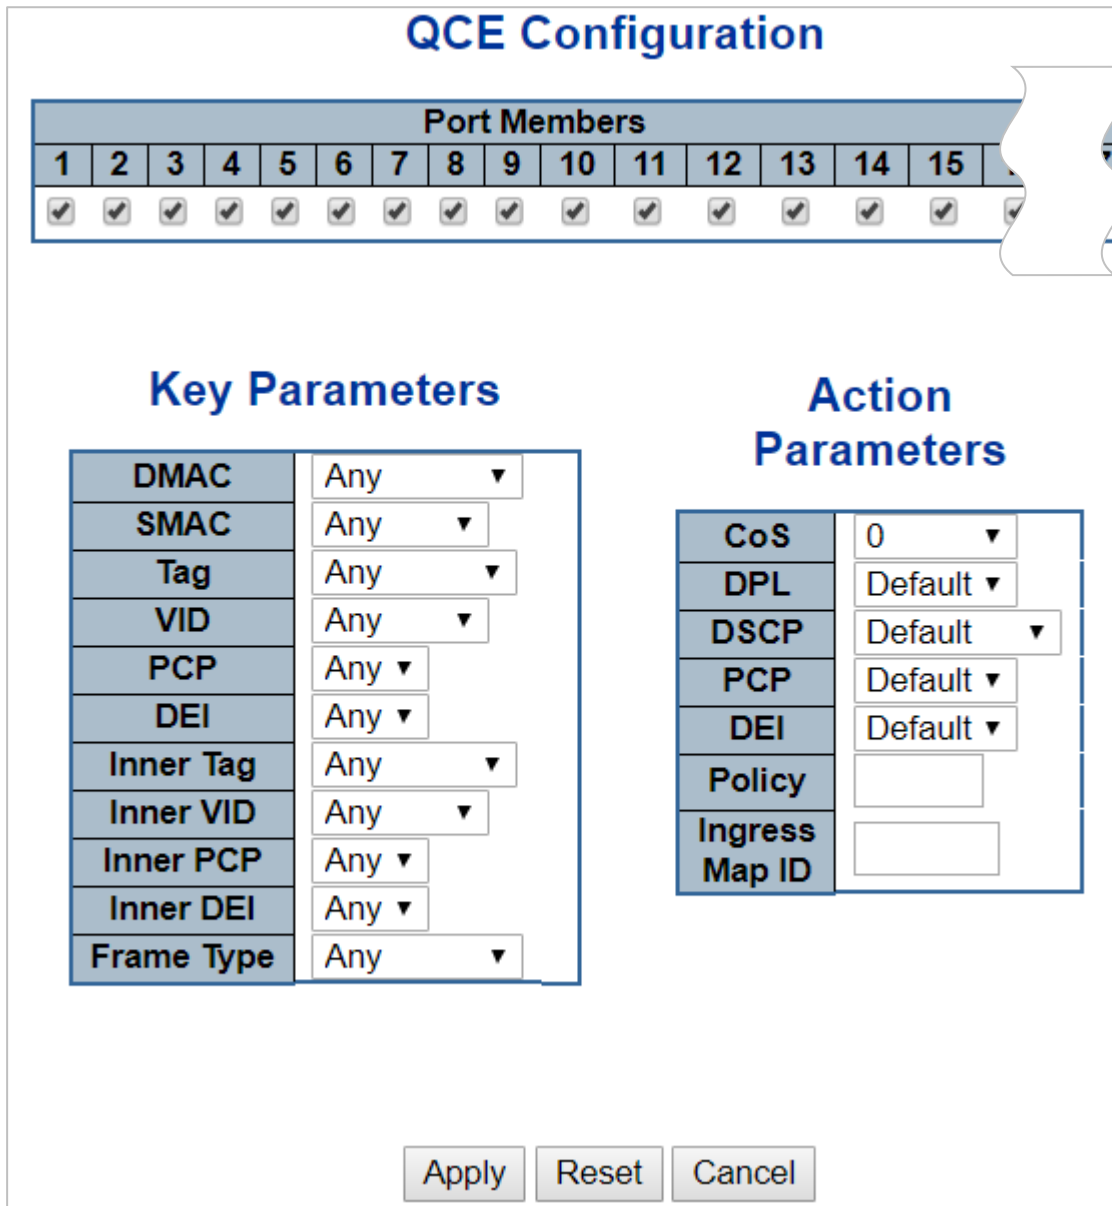 QCE Configuration
Port Members
1 2 3 4 5 6 7 8 9 10 11 12 13 14 15
Key Parameters
DMAC Any
SMAC Any
Tag Any
VID Any
PCP Any
DEI Any
Inner Tag Any
Inner VID Any
Inner PCP Any
Inner DEI Any
Frame Type Any
Action
Parameters
CoS 0
DPL Default
DSCP Default
PCP Default
DEI Default
Policy
Ingress
Map ID
Apply Reset Cancel